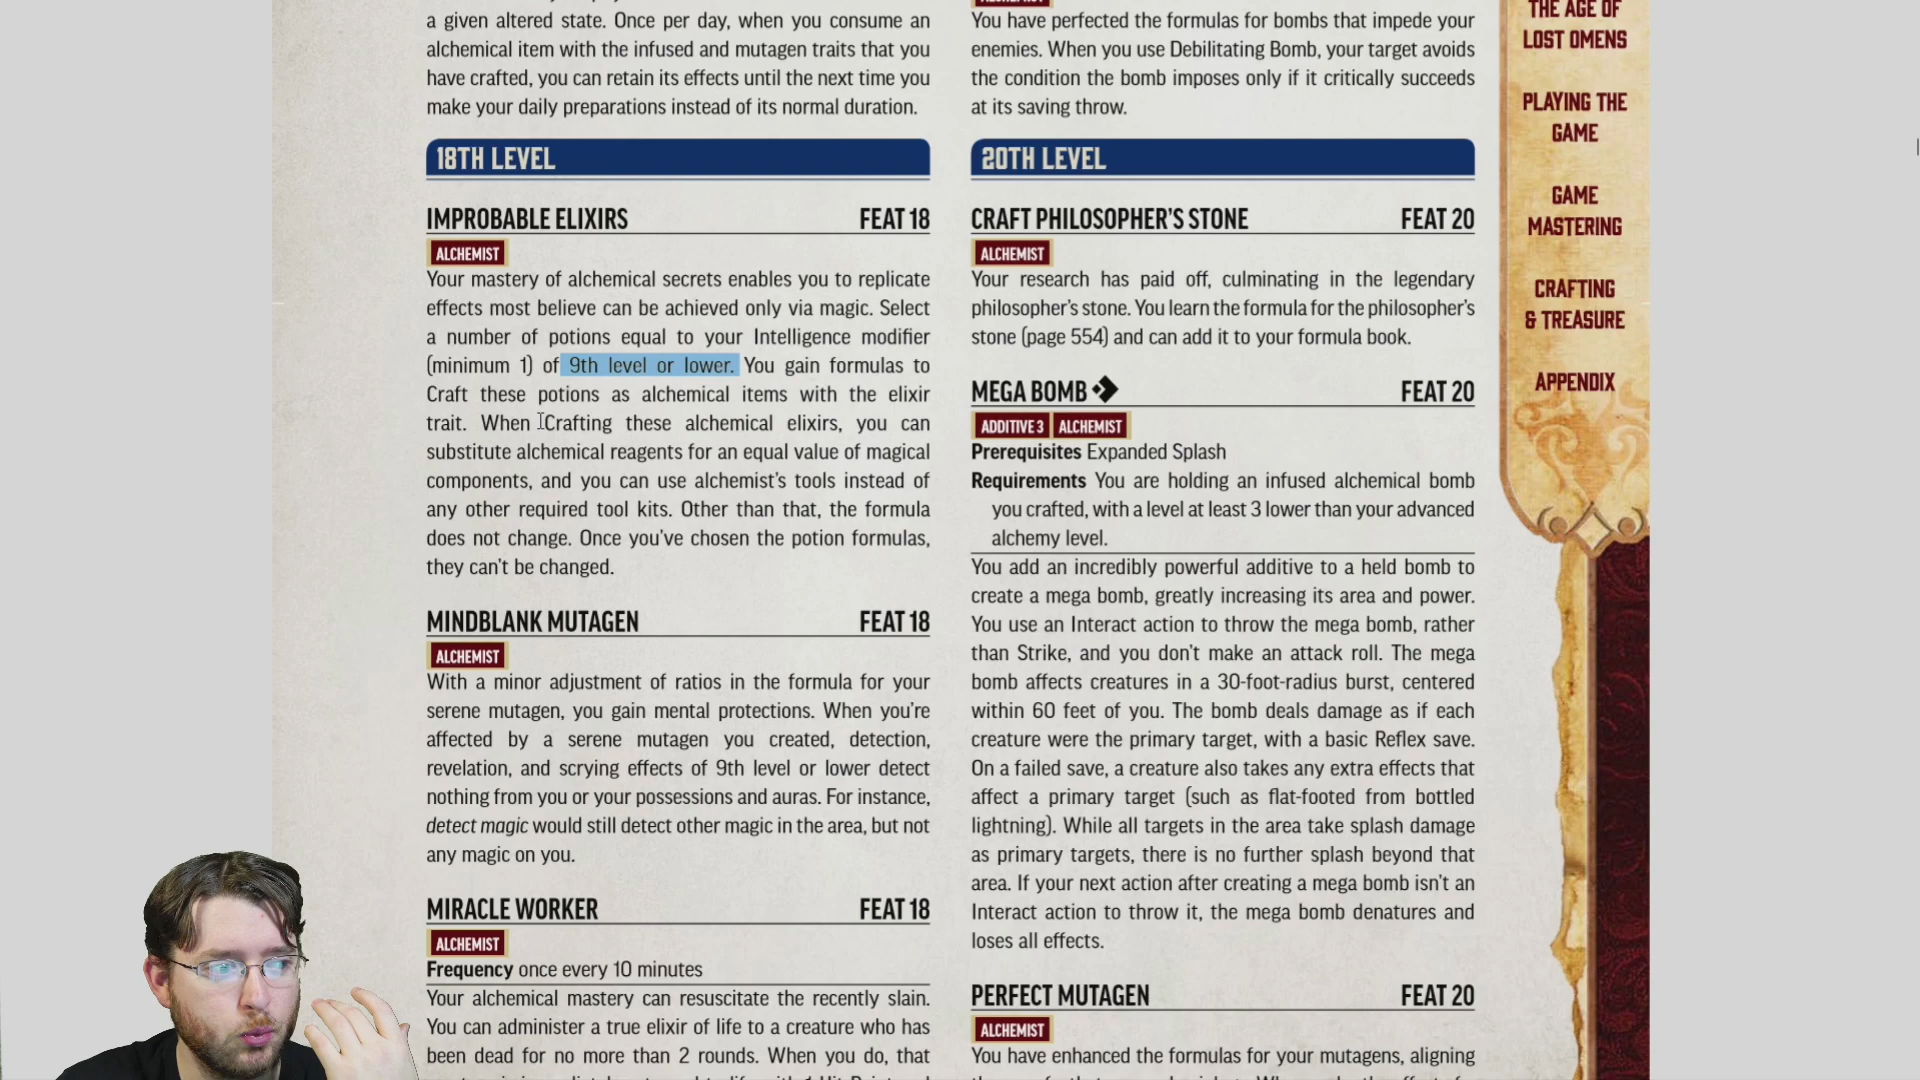 a given altered state. Once per day, when you consume an
alchemical item with the infused and mutagen traits that you
have crafted, you can retain its effects until the next time you
make your daily preparations instead of its normal duration.
18TH LEVEL
IMPROBABLE ELIXIRS FEAT 18
ALCHEMIST
Your mastery of alchemical secrets enables you to replicate
effects most believe can be achieved only via magic. Select
a number of potions equal to your Intelligence modifier
(minimum 1) of 9th level or lower. You gain formulas to
Craft these potions as alchemical items with the elixir
trait. When Crafting these alchemical elixirs, you can
substitute alchemical reagents for an equal value of magical
components, and you can use alchemist's tools instead of
any other required tool kits. Other than that, the formula
does not change. Once you've chosen the potion formulas,
they can't be changed.
MINDBLANK MUTAGEN FEAT 18
ALCHEMIST
With a minor adjustment of ratios in the formula for your
serene mutagen, you gain mental protections. When you're
affected by a serene mutagen you created, detection,
revelation, and scrying effects of 9th level or lower detect
nothing from you or your possessions and auras. For instance,
detect magic would still detect other magic in the area, but not
any magic on you.
MIRACLE WORKER FEAT 18
ALCHEMIST
Frequency once every 10 minutes
Your alchemical mastery can resuscitate the recently slain.
You can administer a true elixir of life to a creature who has
been dead for no more than 2 rounds. When you do, that
You have perfected the formulas for bombs that impede your
enemies. When you use Debilitating Bomb, your target avoids
the condition the bomb imposes only if it critically succeeds
at its saving throw.
20TH LEVEL
CRAFT PHILOSOPHER'S STONE FEAT 20
ALCHEMIST
Your research has paid off, culminating in the legendary
philosopher's stone. You learn the formula for the philosopher's
stone (page 554) and can add it to your formula book.
MEGA BOMB FEAT 20
ADDITIVE 3 ALCHEMIST
Prerequisites Expanded Splash
Requirements You are holding an infused alchemical bomb
you crafted, with a level at least 3 lower than your advanced
alchemy level.
You add an incredibly powerful additive to a held bomb to
create a mega bomb, greatly increasing its area and power.
You use an Interact action to throw the mega bomb, rather
than Strike, and you don't make an attack roll. The mega
bomb affects creatures in a 30-foot-radius burst, centered
within 60 feet of you. The bomb deals damage as if each
creature were the primary target, with a basic Reflex save.
On a failed save, a creature also takes any extra effects that
affect a primary target (such as flat-footed from bottled
lightning). While all targets in the area take splash damage
as primary targets, there is no further splash beyond that
area. If your next action after creating a mega bomb isn't an
Interact action to throw it, the mega bomb denatures and
loses all effects.
PERFECT MUTAGEN FEAT 20
ALCHEMIST
You have enhanced the formulas for your mutagens, aligning
THE AGE OF
LOST OMENS
PLAYING THE
GAME
GAME
MASTERING
CRAFTING
& TREASURE
APPENDIX